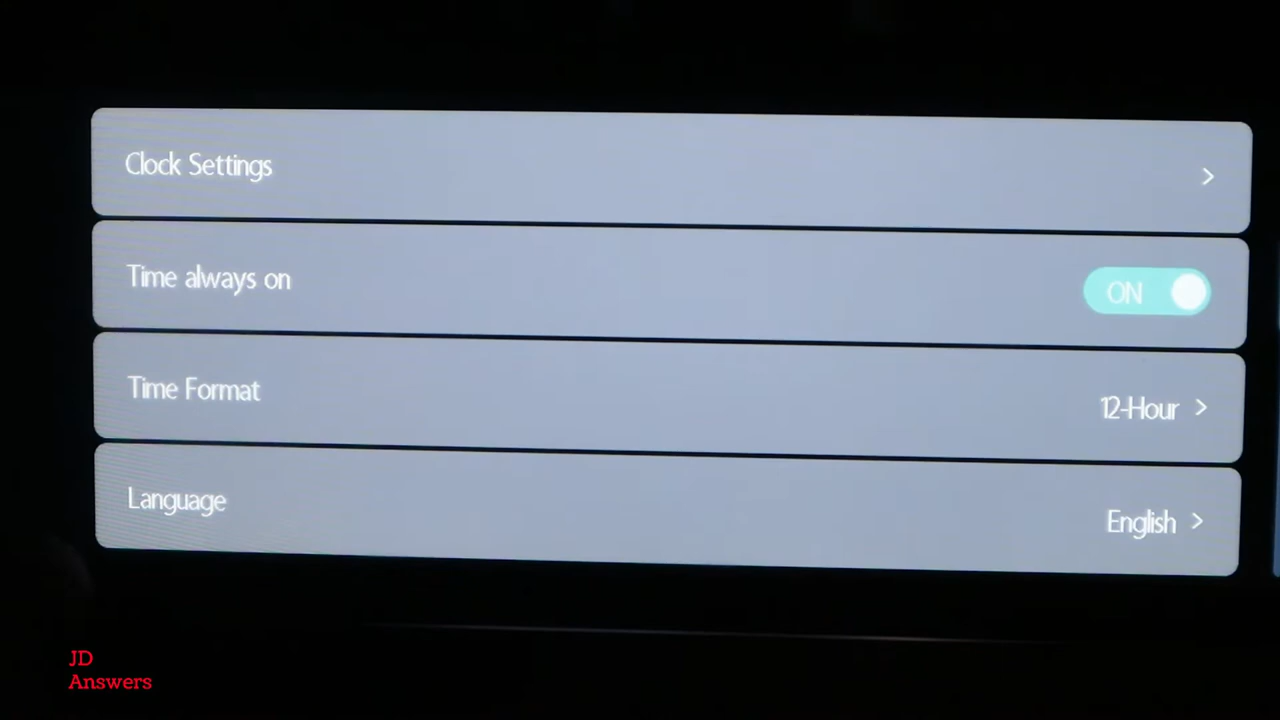 Clock Settings
Time always on
ON
Time Format
12-Hour
Language
English
JD
Answers